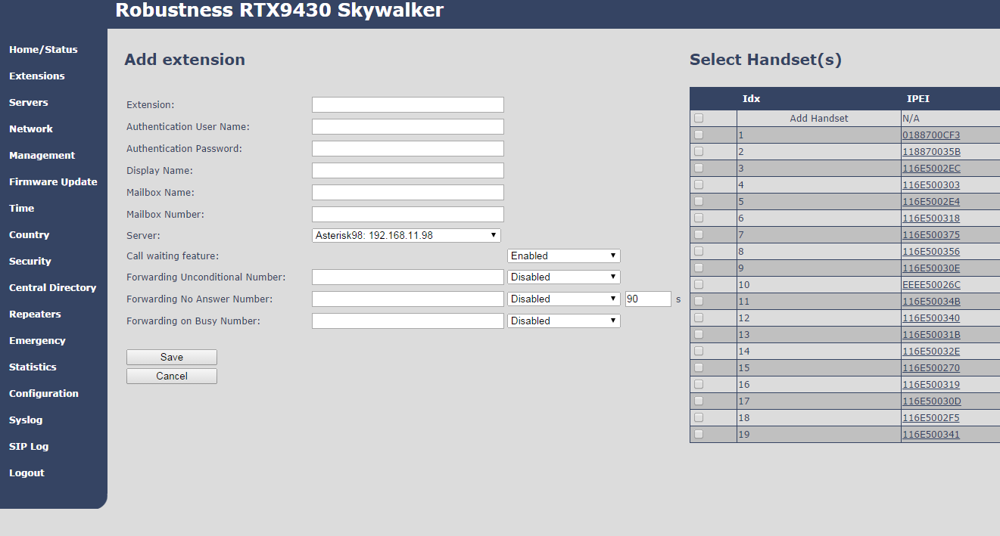 Robustness RTX9430 Skywalker
Home/Status
Extensions
Servers
Network
Management
Firmware Update
Time
Country
Security
Central Directory
Repeaters
Emergency
Statistics
Configuration
Syslog
SIP Log
Logout
Add extension
Extension:
Authentication User Name:
Authentication Password:
Display Name:
Mailbox Name:
Mailbox Number:
Server: Asterisk98: 192.168.11.98
Call waiting feature: Enabled
Forwarding Unconditional Number: Disabled
Forwarding No Answer Number: Disabled 90 s
Forwarding on Busy Number: Disabled
Save
Cancel
Select Handset(s)
Idx IPEI
Add Handset N/A
1 0188700CF3
2 118870035B
3 116E5002EC
4 116E500303
5 116E5002E4
6 116E500318
7 116E500375
8 116E500356
9 116E50030E
10 EEEE50026C
11 116E50034B
12 116E500340
13 116E50031B
14 116E50032E
15 116E500270
16 116E500319
17 116E50030D
18 116E5002F5
19 116E500341